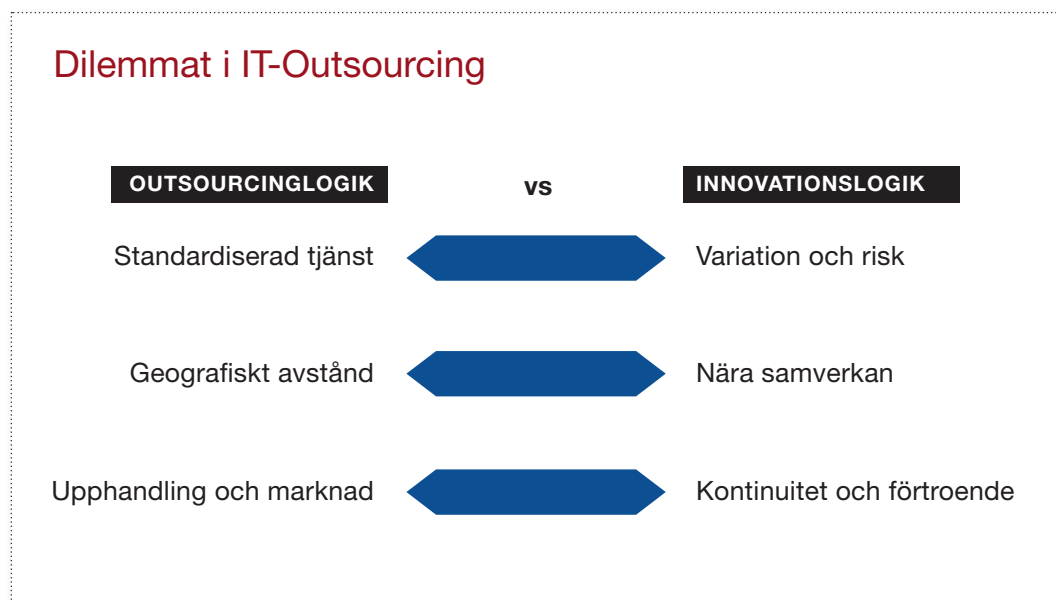 Dilemmat i IT-Outsourcing
OUTSOURCINGLOGIK vs INNOVATIONSLOGIK
Standardiserad tjänst Variation och risk
Geografiskt avstånd Nära samverkan
Upphandling och marknad Kontinuitet och förtroende